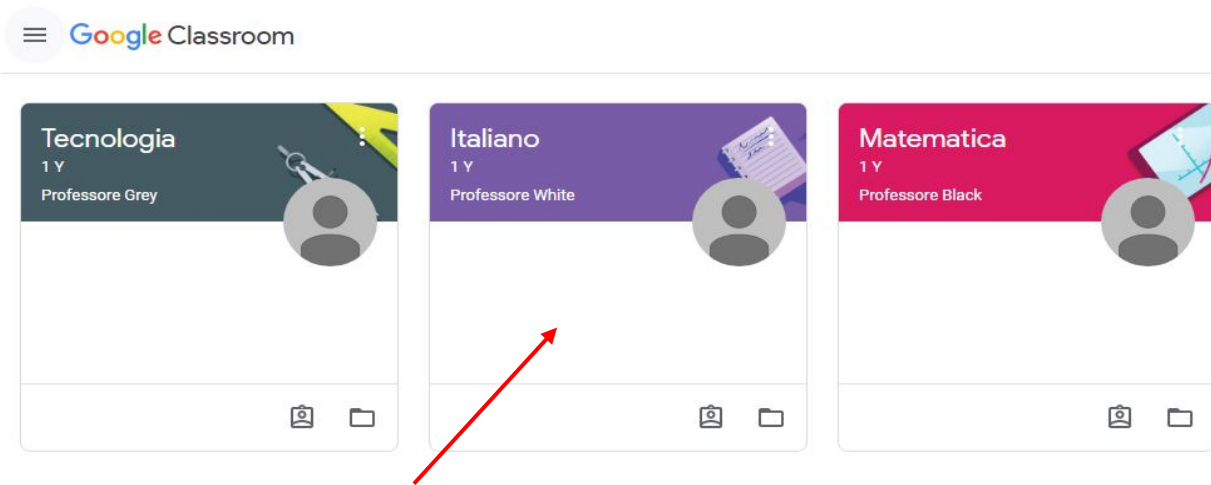 Google Classroom
Tecnologia
1 Y
Professore Grey
Italiano
1 Y
Professore White
Matematica
1 Y
Professore Black